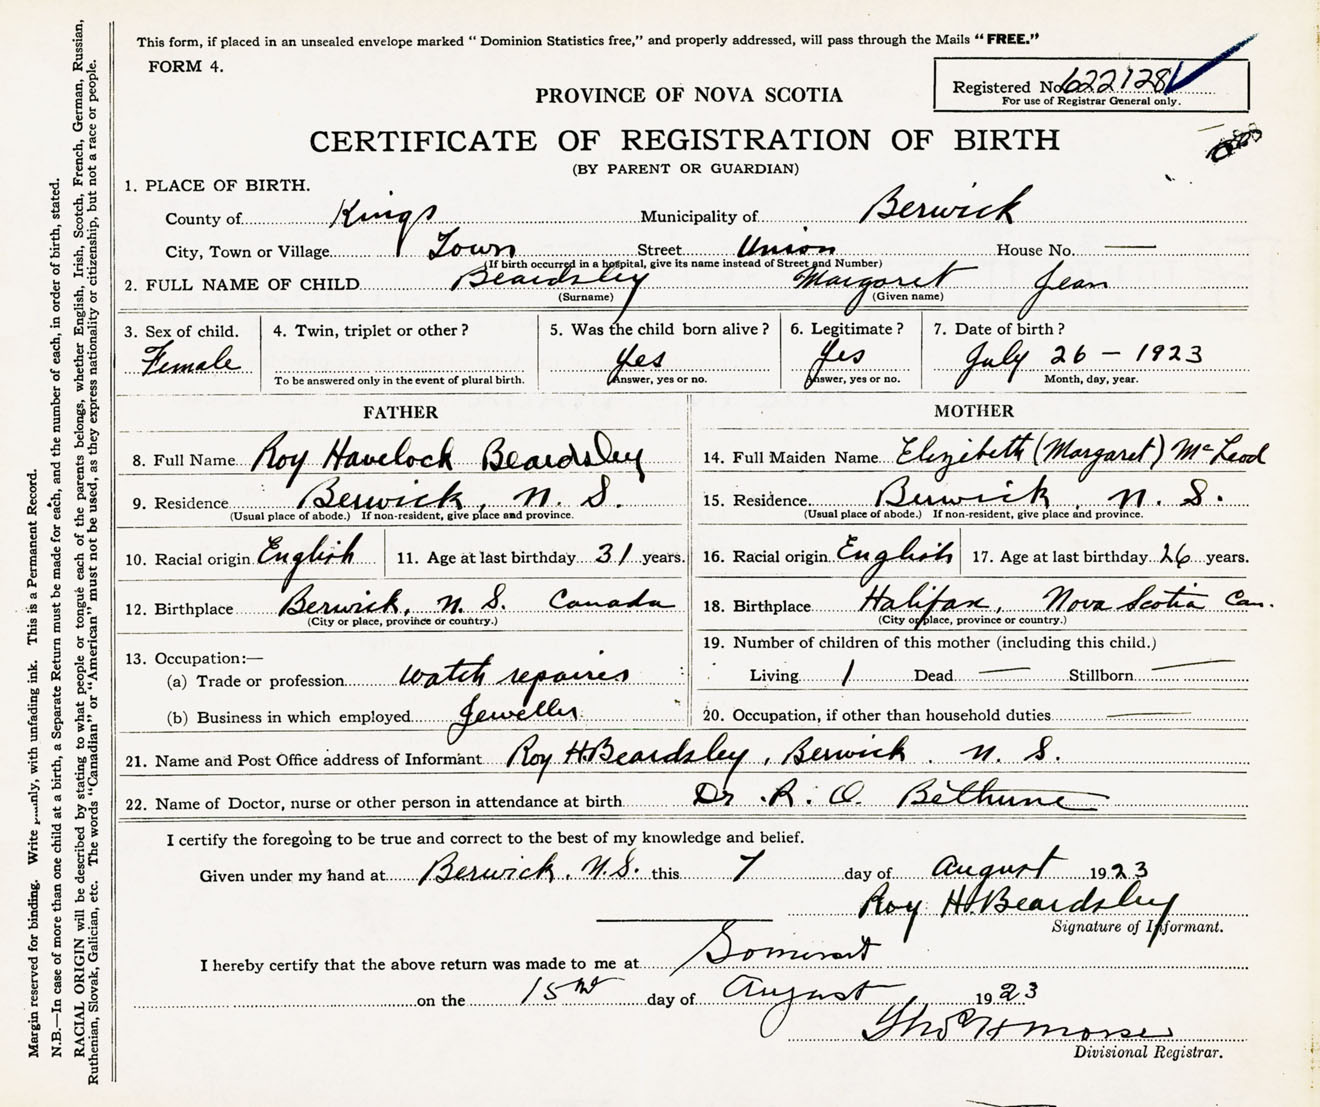 This form, if placed in an unsealed envelope marked "Dominion Statistics free," and properly addressed, will pass through the Mails "FREE."
FORM 4.
Registered No. 622128
For use of Registrar General only.
PROVINCE OF NOVA SCOTIA
CERTIFICATE OF REGISTRATION OF BIRTH
(BY PARENT OR GUARDIAN)
1. PLACE OF BIRTH.
County of Kings Municipality of Berwick
City, Town or Village Town Street Union House No. —
(If birth occurred in a hospital, give its name instead of Street and Number)
2. FULL NAME OF CHILD Beardsley Margaret Jean
(Surname) (Given name)
3. Sex of child. 4. Twin, triplet or other? 5. Was the child born alive? 6. Legitimate? 7. Date of birth?
Female Yes Yes July 26 - 1923
To be answered only in the event of plural birth. Answer, yes or no. Answer, yes or no. Month, day, year.
FATHER MOTHER
8. Full Name Roy Havelock Beardsley 14. Full Maiden Name Elizibeth (Margaret) McLeod
9. Residence Berwick, N. S. 15. Residence Berwick, N. S.
(Usual place of abode.) If non-resident, give place and province. (Usual place of abode.) If non-resident, give place and province.
10. Racial origin English 11. Age at last birthday 31 years. 16. Racial origin English 17. Age at last birthday 26 years.
12. Birthplace Berwick, N. S. Canada 18. Birthplace Halifax, Nova Scotia Can.
(City or place, province or country.) (City or place, province or country.)
19. Number of children of this mother (including this child.)
13. Occupation:—
(a) Trade or profession watch repaires Living 1 Dead — Stillborn —
(b) Business in which employed Jeweller 20. Occupation, if other than household duties —
21. Name and Post Office address of Informant Roy H. Beardsley, Berwick. N. S.
22. Name of Doctor, nurse or other person in attendance at birth Dr. R. O. Bethune
I certify the foregoing to be true and correct to the best of my knowledge and belief.
Given under my hand at Berwick, N.S. this 7 day of August 1923
Roy H. Beardsley
Signature of Informant.
I hereby certify that the above return was made to me at Somerset
on the 15 day of August 1923
Thos H Morse
Divisional Registrar.
Margin reserved for binding. Write plainly, with unfading ink. This is a Permanent Record.
N.B.—In case of more than one child at a birth, a Separate Return must be made for each, and the number of each, in order of birth, stated.
RACIAL ORIGIN will be described by stating to what people or tongue each of the parents belongs, whether English, Irish, Scotch, French, German, Russian,
Ruthenian, Slovak, Galician, etc. The words "Canadian" or "American" must not be used, as they express nationality or citizenship, but not a race or people.